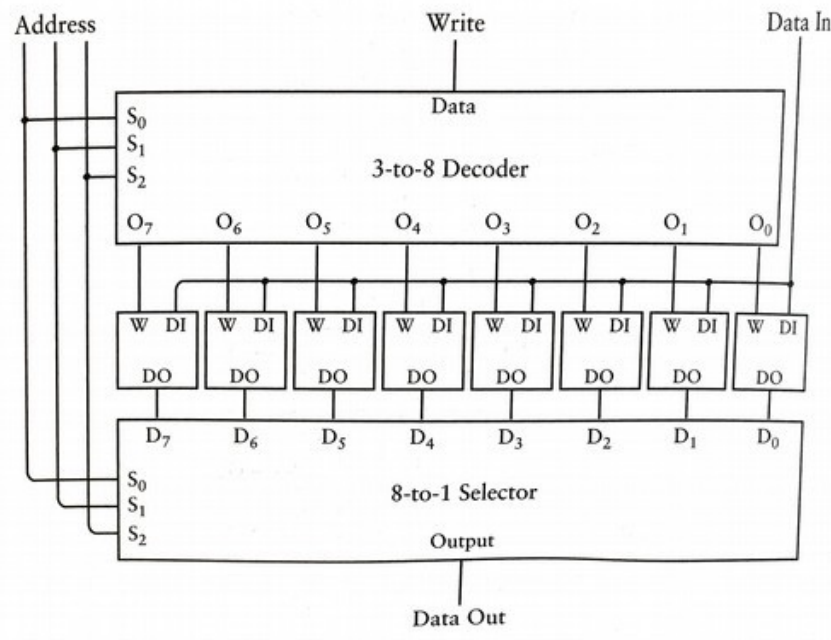 Address Write Data In
Data
S₀
S₁
S₂
3-to-8 Decoder
O₇ O₆ O₅ O₄ O₃ O₂ O₁ O₀
W DI W DI W DI W DI W DI W DI W DI W DI
DO DO DO DO DO DO DO DO
D₇ D₆ D₅ D₄ D₃ D₂ D₁ D₀
S₀
S₁
S₂
8-to-1 Selector
Output
Data Out